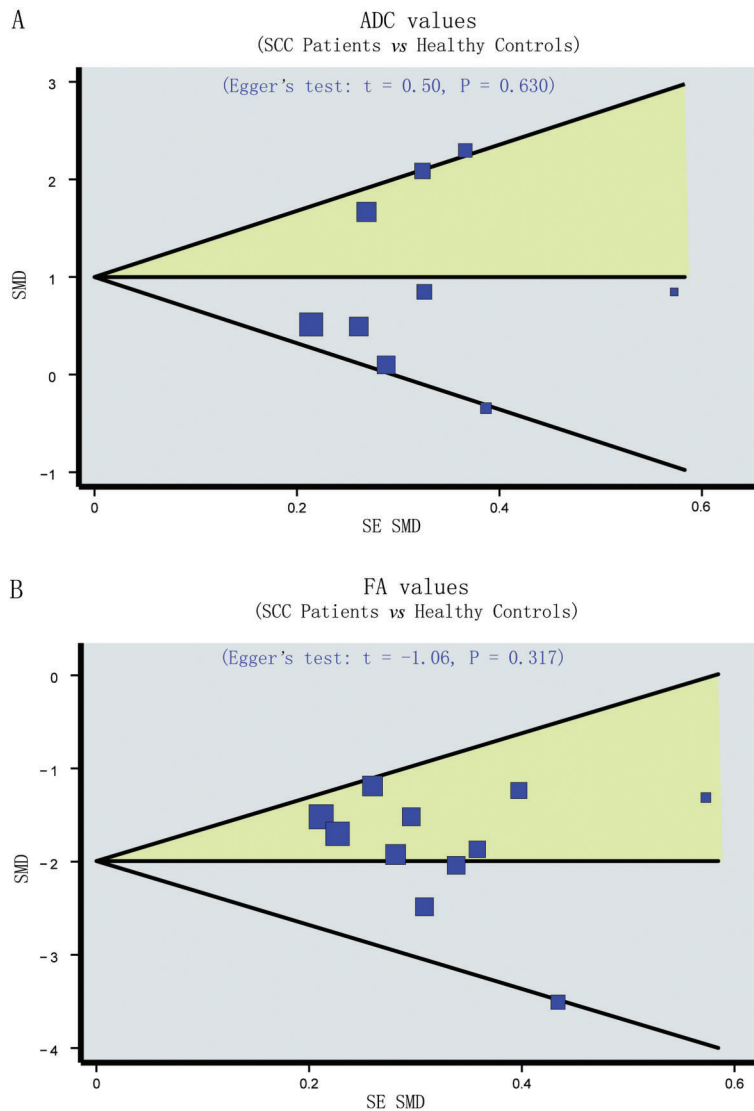 A
ADC values
(SCC Patients vs Healthy Controls)
(Egger's test: t = 0.50, P = 0.630)
3
2
1
0
−1
SMD
0
0.2
0.4
0.6
SE SMD
B
FA values
(SCC Patients vs Healthy Controls)
(Egger's test: t = −1.06, P = 0.317)
0
−1
−2
−3
−4
SMD
0
0.2
0.4
0.6
SE SMD